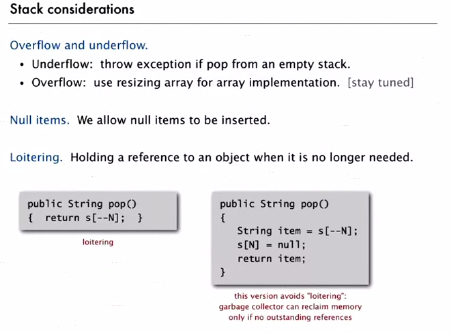 Stack considerations
Overflow and underflow.
• Underflow: throw exception if pop from an empty stack.
• Overflow: use resizing array for array implementation. [stay tuned]
Null items. We allow null items to be inserted.
Loitering. Holding a reference to an object when it is no longer needed.
public String pop()
{ return s[--N]; }
loitering
public String pop()
{
String item = s[--N];
s[N] = null;
return item;
}
this version avoids "loitering":
garbage collector can reclaim memory
only if no outstanding references